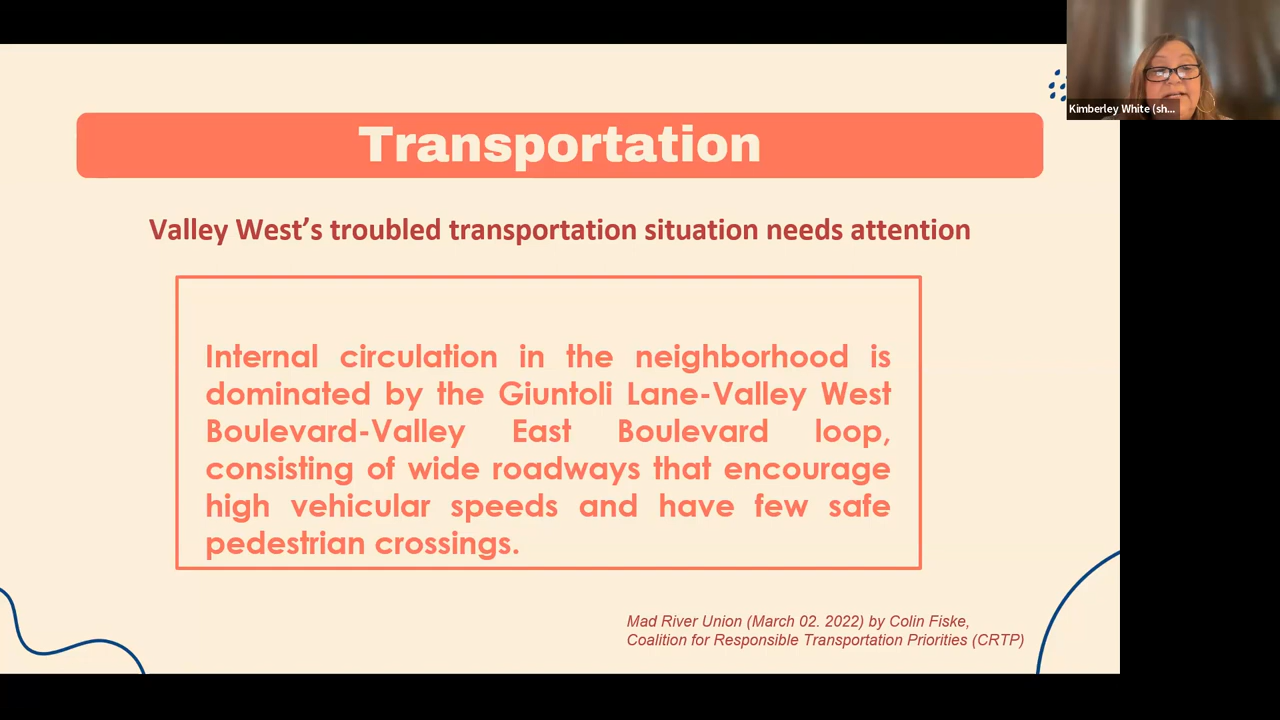 Transportation
Kimberley White (sh...
Valley West's troubled transportation situation needs attention
Internal circulation in the neighborhood is
dominated by the Giuntoli Lane-Valley West
Boulevard-Valley East Boulevard loop,
consisting of wide roadways that encourage
high vehicular speeds and have few safe
pedestrian crossings.
Mad River Union (March 02. 2022) by Colin Fiske,
Coalition for Responsible Transportation Priorities (CRTP)